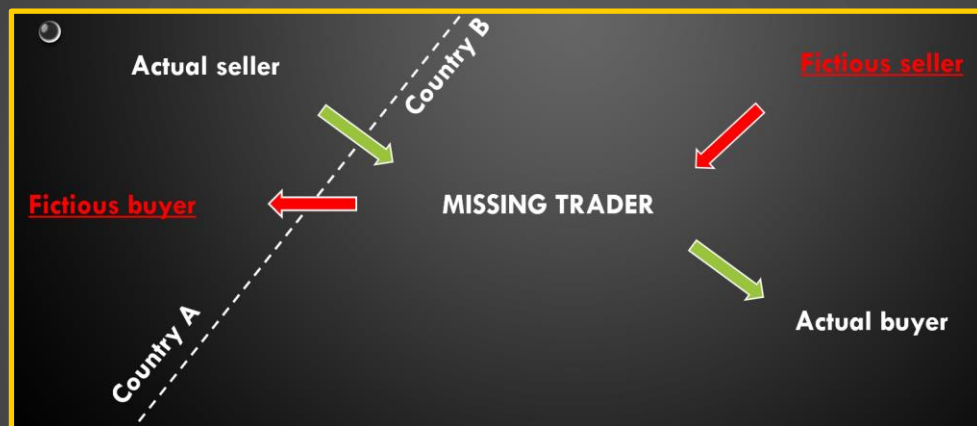 Actual seller
Country B
Fictious seller
Fictious buyer
MISSING TRADER
Country A
Actual buyer